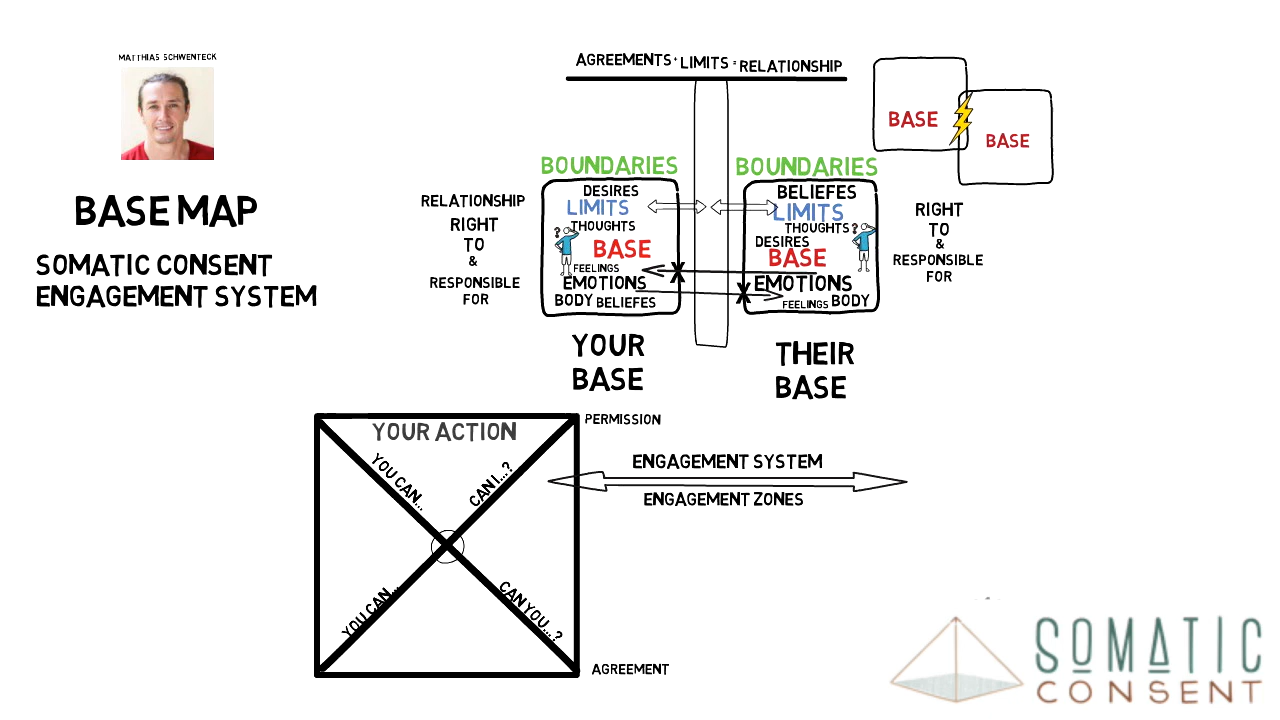 MATTHIAS SCHWENTECK
BASE MAP
SOMATIC CONSENT
ENGAGEMENT SYSTEM
AGREEMENTS + LIMITS = RELATIONSHIP
BASE
BASE
BOUNDARIES
DESIRES
LIMITS
THOUGHTS
?
BASE
FEELINGS
EMOTIONS
BODY BELIEFES
RELATIONSHIP
RIGHT
TO
&
RESPONSIBLE
FOR
YOUR
BASE
BOUNDARIES
BELIEFES
LIMITS
THOUGHTS
?
DESIRES
BASE
EMOTIONS
FEELINGS BODY
RIGHT
TO
&
RESPONSIBLE
FOR
THEIR
BASE
YOUR ACTION
PERMISSION
YOU CAN...
CAN I...?
YOU CAN...
CAN YOU...?
AGREEMENT
ENGAGEMENT SYSTEM
ENGAGEMENT ZONES
SOMATIC
CONSENT